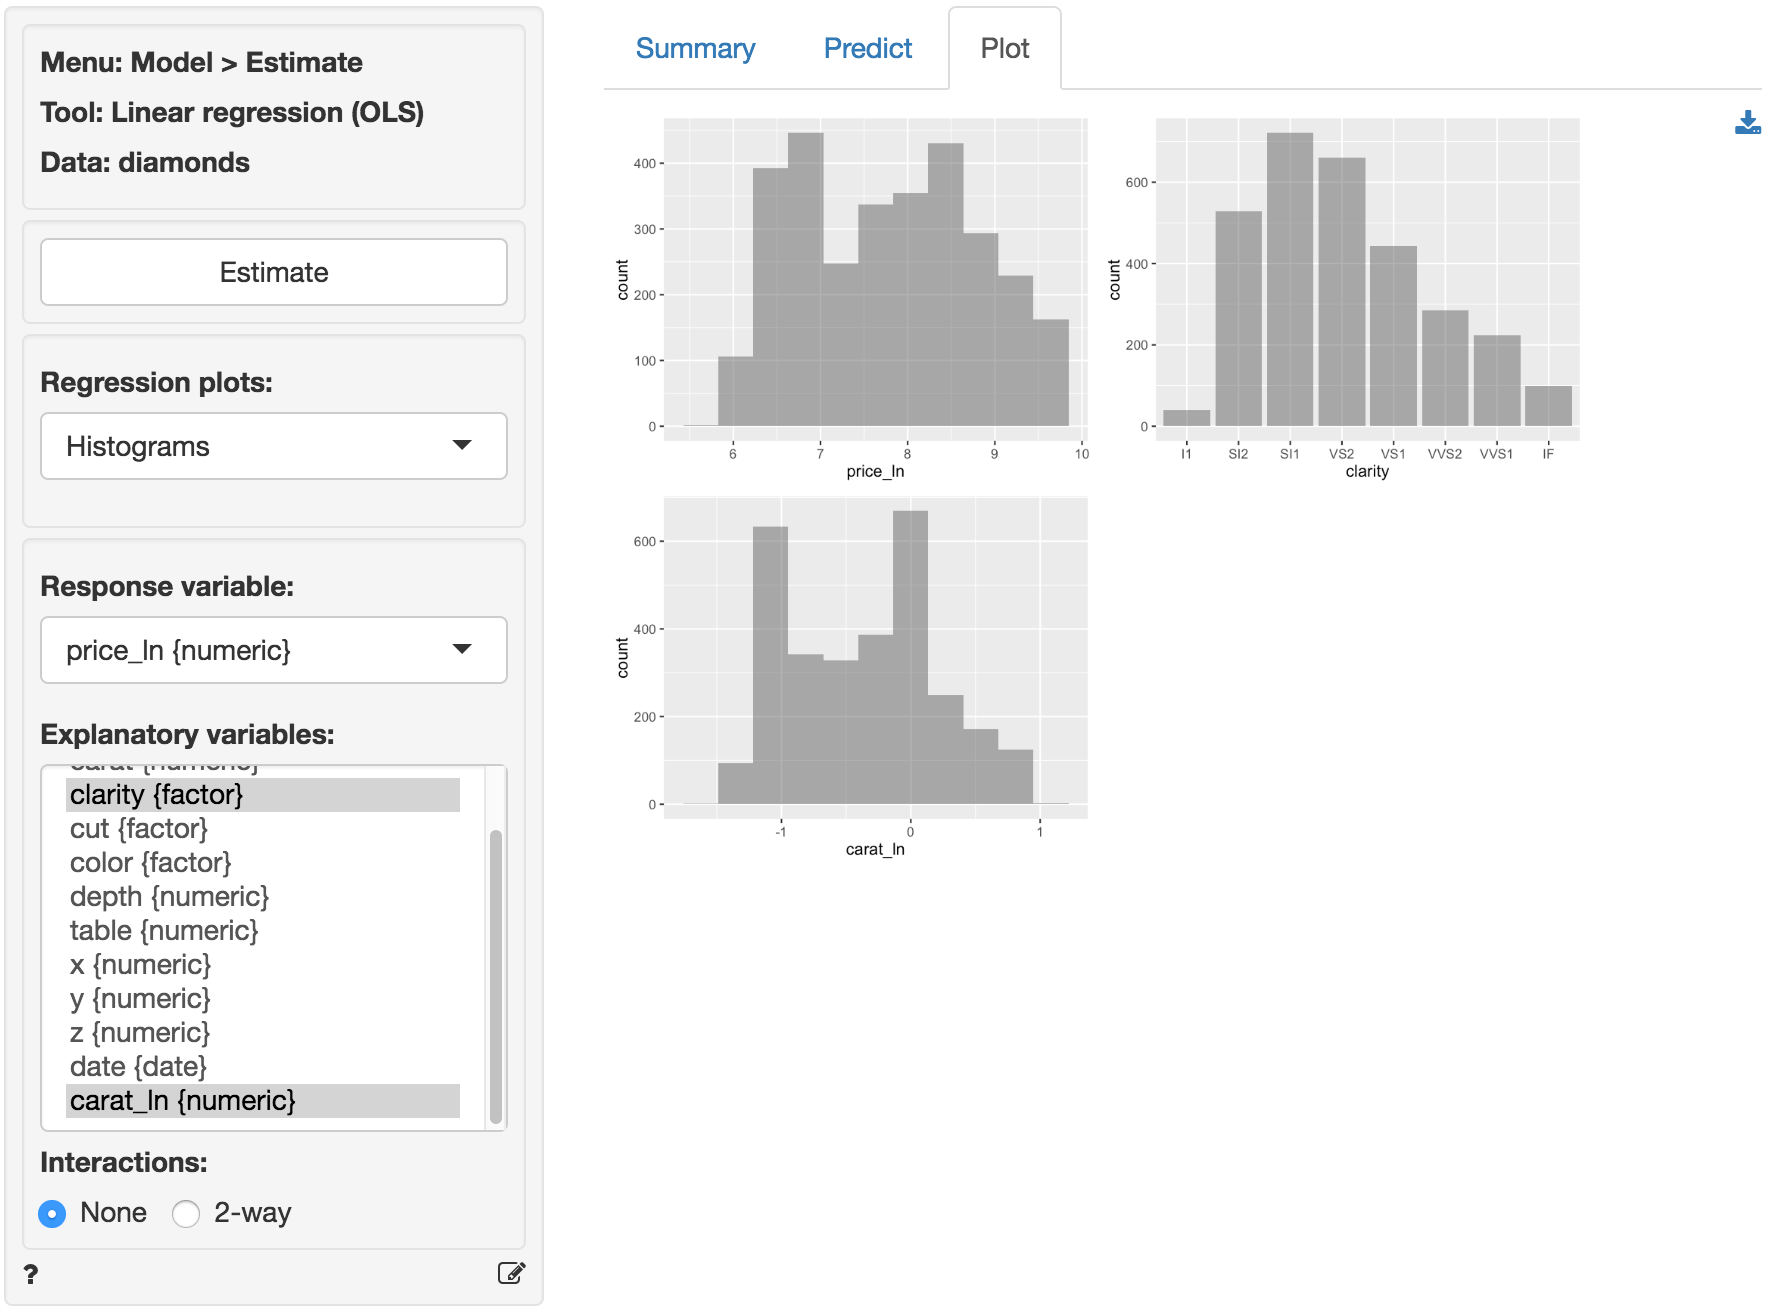 Menu: Model > Estimate
Tool: Linear regression (OLS)
Data: diamonds
Estimate
Regression plots:
Histograms
Response variable:
price_ln {numeric}
Explanatory variables:
carat {numeric}
clarity {factor}
cut {factor}
color {factor}
depth {numeric}
table {numeric}
x {numeric}
y {numeric}
z {numeric}
date {date}
carat_ln {numeric}
Interactions:
None 2-way
?
Summary Predict Plot
400
300
200
100
0
count
6 7 8 9 10
price_ln
600
400
200
0
count
I1 SI2 SI1 VS2 VS1 VVS2 VVS1 IF
clarity
600
400
200
0
count
-1 0 1
carat_ln